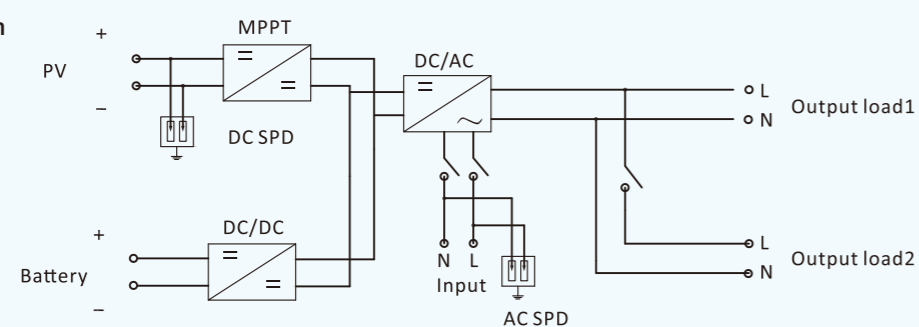 n
+
MPPT
PV
DC/AC
L
Output load1
N
–
DC SPD
DC/DC
+
L
Output load2
N
Battery
N L
Input
–
AC SPD